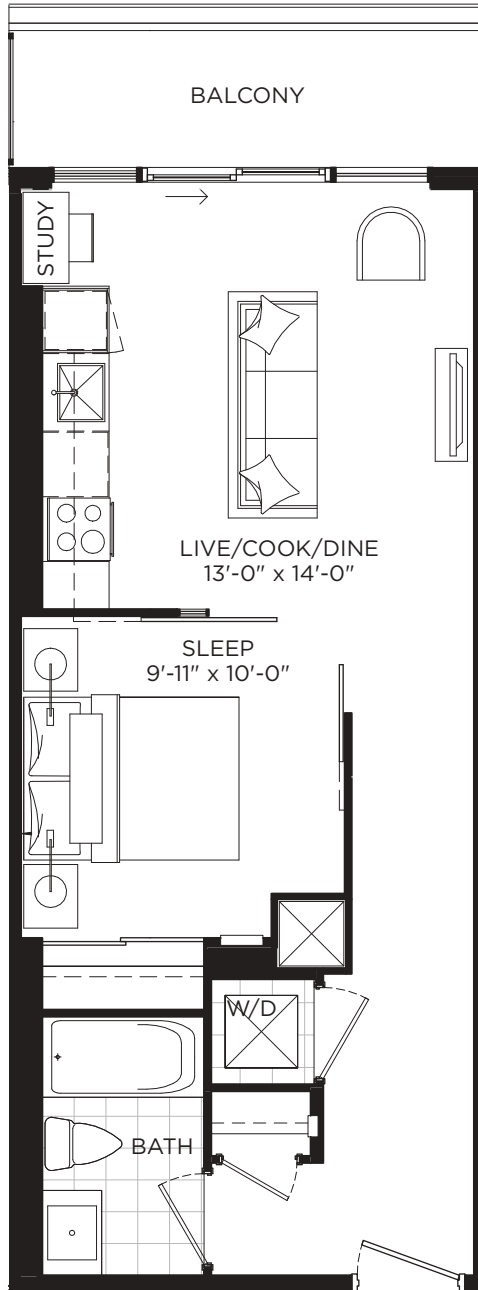 BALCONY
STUDY
LIVE/COOK/DINE
13'-0" x 14'-0"
SLEEP
9'-11" x 10'-0"
W/D
BATH